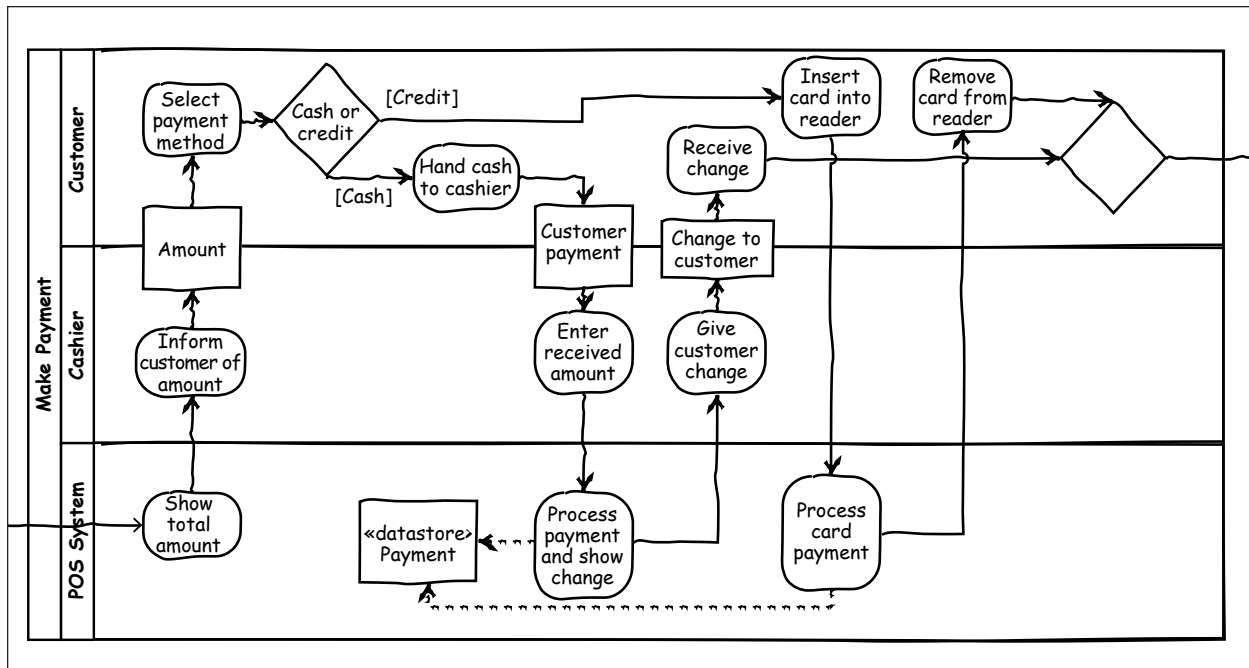 Make Payment
Customer
Cashier
POS System
Select
payment
method
Cash or
credit
[Credit]
[Cash]
Hand cash
to cashier
Insert
card into
reader
Remove
card from
reader
Receive
change
Amount
Customer
payment
Change to
customer
Inform
customer of
amount
Enter
received
amount
Give
customer
change
Show
total
amount
«datastore»
Payment
Process
payment
and show
change
Process
card
payment